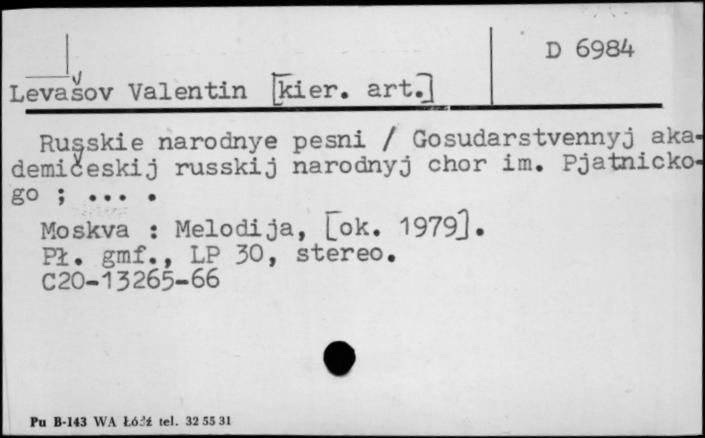 D 6984
Levašov Valentin [kier. art.]
Russkie narodnye pesni / Gosudarstvennyj aka-
demičeskij russkij narodnyj chor im. Pjatnicko-
go ; ... .
Moskva : Melodija, [ok. 1979].
Pł. gmf., LP 30, stereo.
C20-13265-66
Pu B-143 WA Łódź tel. 32 55 31